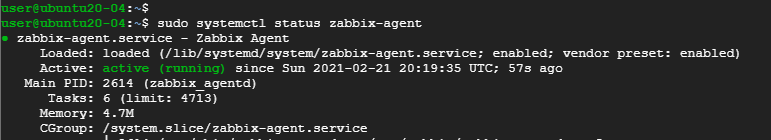 user@ubuntu20-04:~$
user@ubuntu20-04:~$ sudo systemctl status zabbix-agent
● zabbix-agent.service - Zabbix Agent
Loaded: loaded (/lib/systemd/system/zabbix-agent.service; enabled; vendor preset: enabled)
Active: active (running) since Sun 2021-02-21 20:19:35 UTC; 57s ago
Main PID: 2614 (zabbix_agentd)
Tasks: 6 (limit: 4713)
Memory: 4.7M
CGroup: /system.slice/zabbix-agent.service